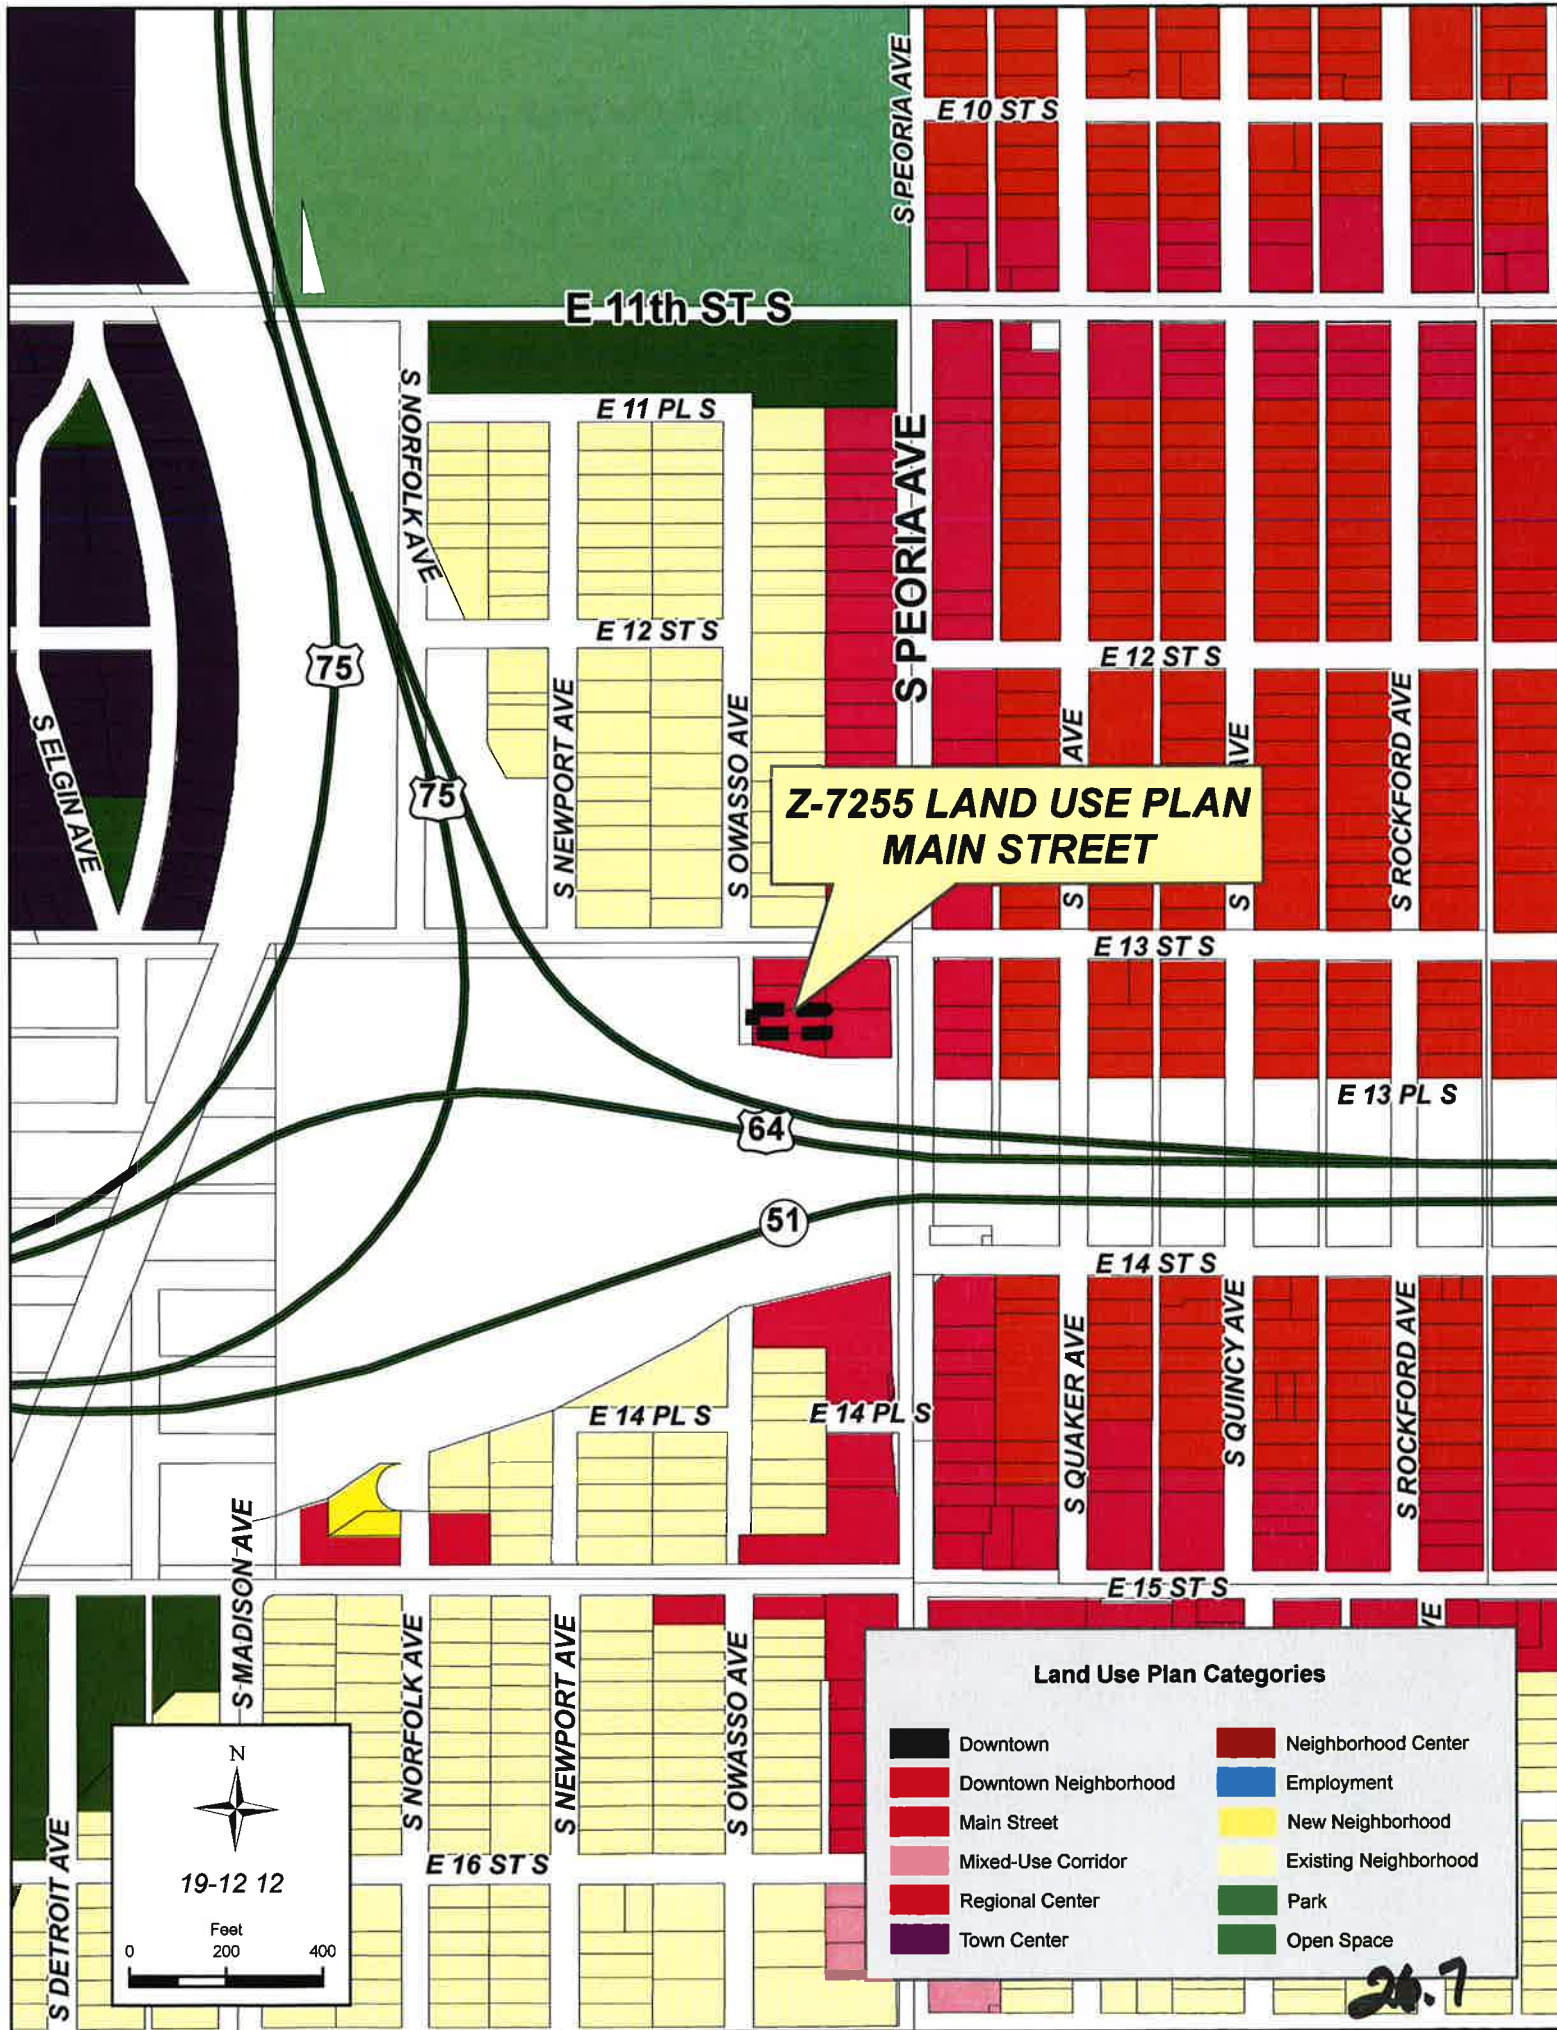 S PEORIA AVE
E 10 ST S
E 11th ST S
S NORFOLK AVE
E 11 PL S
S PEORIA AVE
E 12 ST S
E 12 ST S
75
75
S ELGIN AVE
S NEWPORT AVE
S OWASSO AVE
S AVE
S AVE
S ROCKFORD AVE
Z-7255 LAND USE PLAN
MAIN STREET
E 13 ST S
E 13 PL S
64
51
E 14 ST S
S QUAKER AVE
S QUINCY AVE
S ROCKFORD AVE
E 14 PL S
E 14 PL S
S MADISON AVE
E 15 ST S
VE
S NORFOLK AVE
S NEWPORT AVE
S OWASSO AVE
E 16 ST S
S DETROIT AVE
N
19-12 12
Feet
0 200 400
Land Use Plan Categories
Downtown
Downtown Neighborhood
Main Street
Mixed-Use Corridor
Regional Center
Town Center
Neighborhood Center
Employment
New Neighborhood
Existing Neighborhood
Park
Open Space
26.7